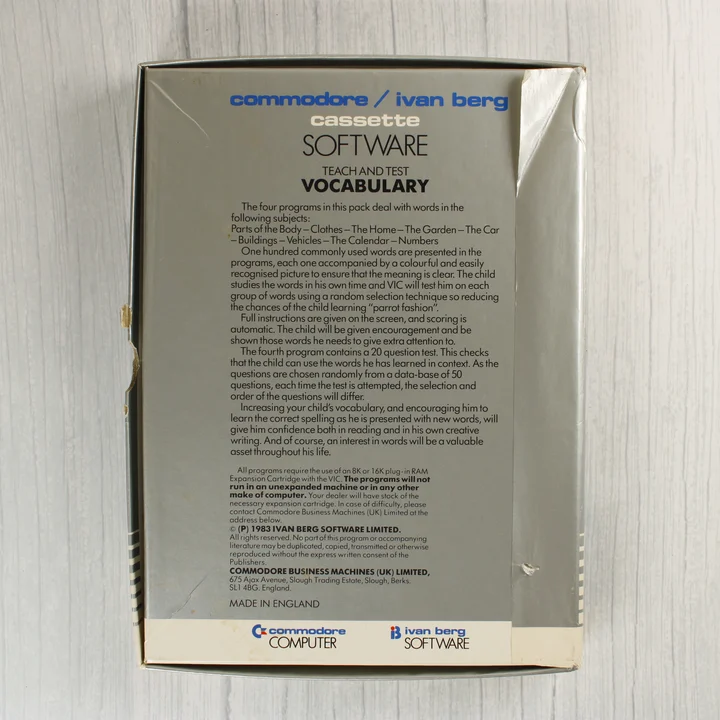 commodore / ivan berg
cassette
SOFTWARE
TEACH AND TEST
VOCABULARY
The four programs in this pack deal with words in the
following subjects:
Parts of the Body – Clothes – The Home – The Garden – The Car
– Buildings – Vehicles – The Calendar – Numbers
One hundred commonly used words are presented in the
programs, each one accompanied by a colourful and easily
recognised picture to ensure that the meaning is clear. The child
studies the words in his own time and VIC will test him on each
group of words using a random selection technique so reducing
the chances of the child learning "parrot fashion".
Full instructions are given on the screen, and scoring is
automatic. The child will be given encouragement and be
shown those words he needs to give extra attention to.
The fourth program contains a 20 question test. This checks
that the child can use the words he has learned in context. As the
questions are chosen randomly from a data-base of 50
questions, each time the test is attempted, the selection and
order of the questions will differ.
Increasing your child's vocabulary, and encouraging him to
learn the correct spelling as he is presented with new words, will
give him confidence both in reading and in his own creative
writing. And of course, an interest in words will be a valuable
asset throughout his life.
All programs require the use of an 8K or 16K plug-in RAM
Expansion Cartridge with the VIC. The programs will not
run in an unexpanded machine or in any other
make of computer. Your dealer will have stock of the
necessary expansion cartridge. In case of difficulty, please
contact Commodore Business Machines (UK) Limited at the
address below.
© (P) 1983 IVAN BERG SOFTWARE LIMITED.
All rights reserved. No part of this program or accompanying
literature may be duplicated, copied, transmitted or otherwise
reproduced without the express written consent of the
Publishers.
COMMODORE BUSINESS MACHINES (UK) LIMITED,
675 Ajax Avenue, Slough Trading Estate, Slough, Berks.
SL1 4BG. England.
MADE IN ENGLAND
commodore ivan berg
COMPUTER SOFTWARE